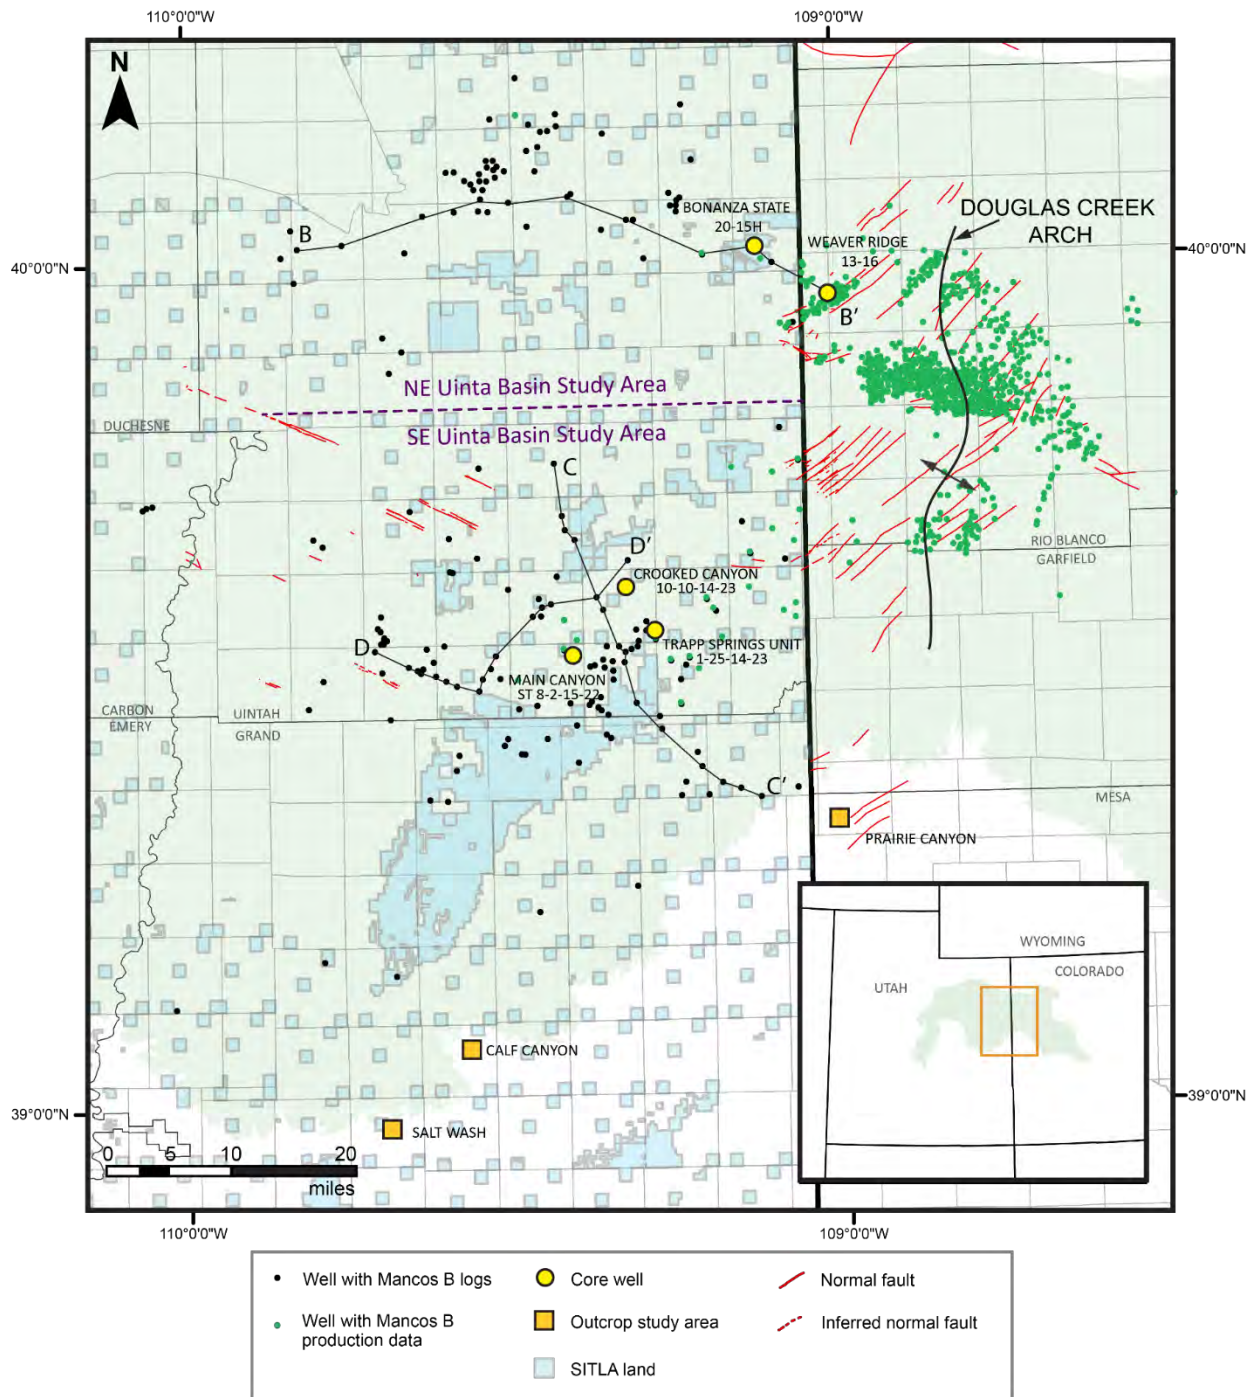 110°0'0"W
109°0'0"W
N
DOUGLAS CREEK
ARCH
BONANZA STATE
20-15H
WEAVER RIDGE
13-16
B
B'
40°0'0"N
40°0'0"N
NE Uinta Basin Study Area
SE Uinta Basin Study Area
DUCHESNE
C
D'
CROOKED CANYON
10-10-14-23
RIO BLANCO
GARFIELD
TRAPP SPRINGS UNIT
1-25-14-23
D
MAIN CANYON
ST 8-2-15-22
CARBON
EMERY
UINTAH
GRAND
C'
MESA
PRAIRIE CANYON
WYOMING
COLORADO
UTAH
CALF CANYON
SALT WASH
39°0'0"N
39°0'0"N
0 5 10 20
miles
110°0'0"W
109°0'0"W
Well with Mancos B logs
Core well
Normal fault
Well with Mancos B
production data
Outcrop study area
Inferred normal fault
SITLA land